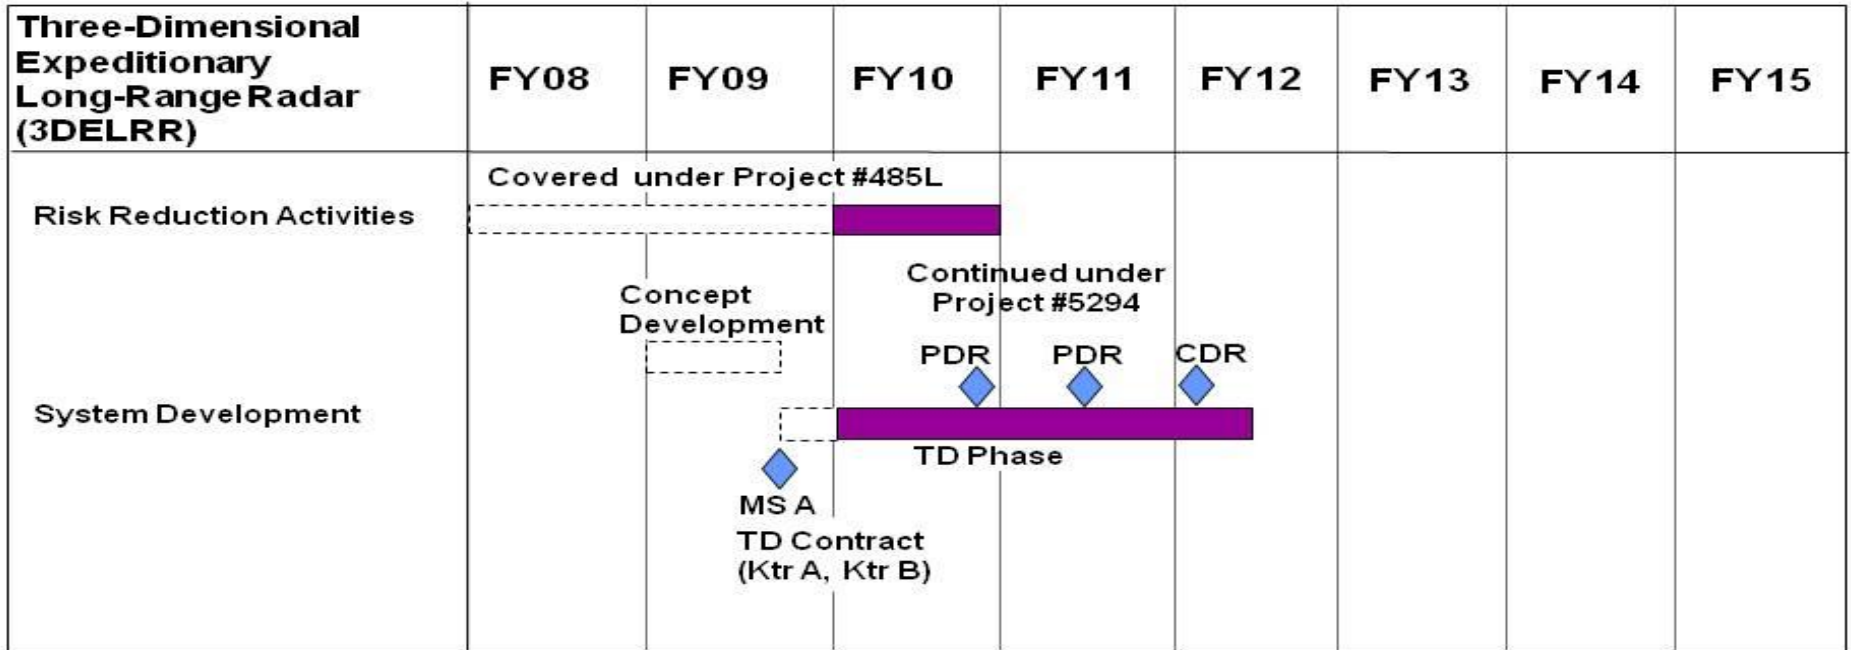 Three-Dimensional
Expeditionary
Long-Range Radar
(3DELRR)
FY08 FY09 FY10 FY11 FY12 FY13 FY14 FY15
Covered under Project #485L
Risk Reduction Activities
Continued under
Project #5294
Concept
Development
PDR PDR CDR
System Development
TD Phase
MS A
TD Contract
(Ktr A, Ktr B)